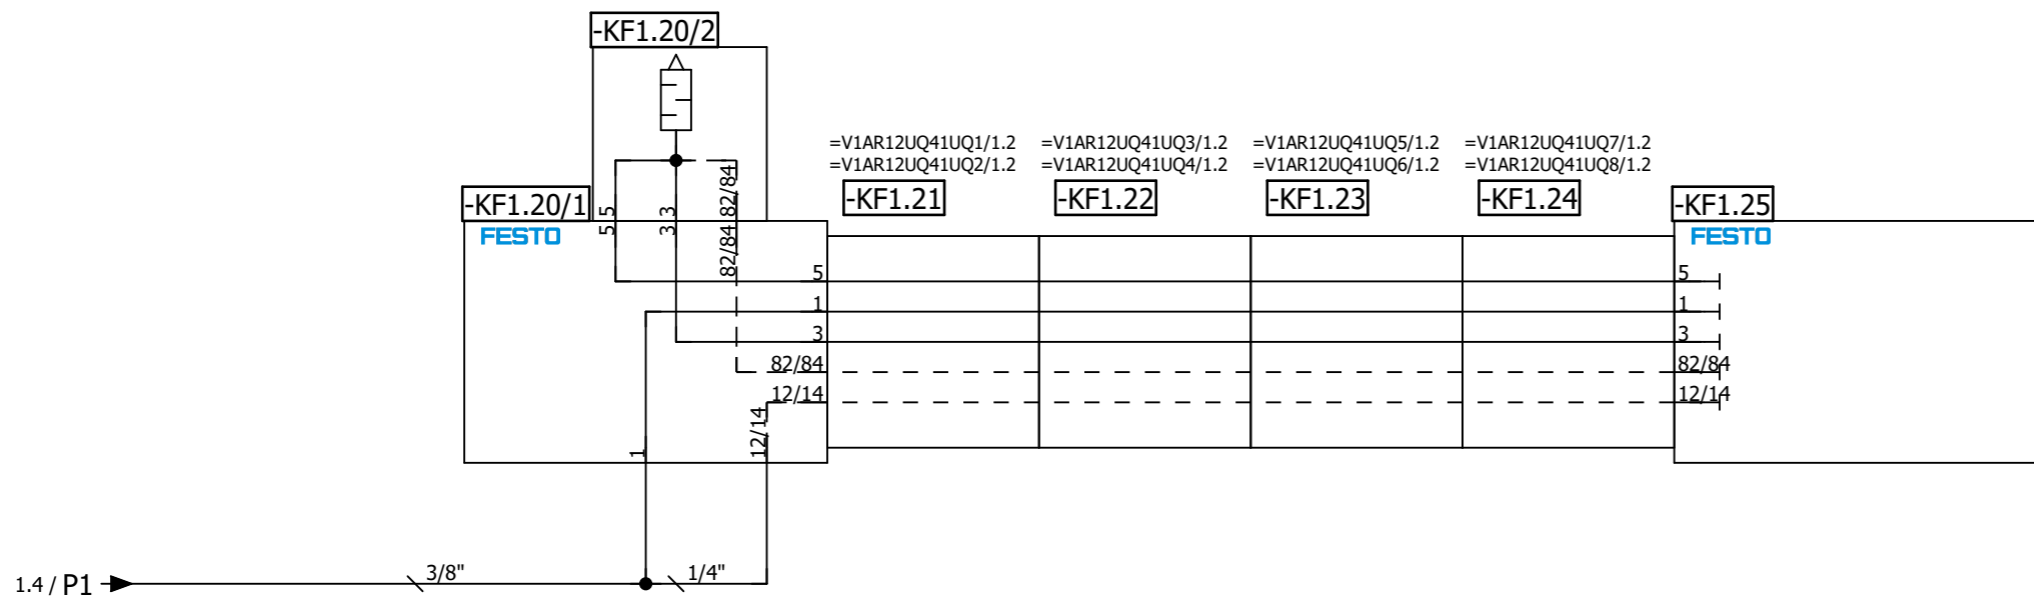 -KF1.20/2
=V1AR12UQ41UQ1/1.2 =V1AR12UQ41UQ3/1.2 =V1AR12UQ41UQ5/1.2 =V1AR12UQ41UQ7/1.2
=V1AR12UQ41UQ2/1.2 =V1AR12UQ41UQ4/1.2 =V1AR12UQ41UQ6/1.2 =V1AR12UQ41UQ8/1.2
-KF1.20/1 -KF1.21 -KF1.22 -KF1.23 -KF1.24 -KF1.25
5 3 82/84
5 3 82/84
FESTO FESTO
5 5
1 1
3 3
82/84 82/84
12/14 12/14
1 12/14
1.4 / P1 3/8" 1/4"